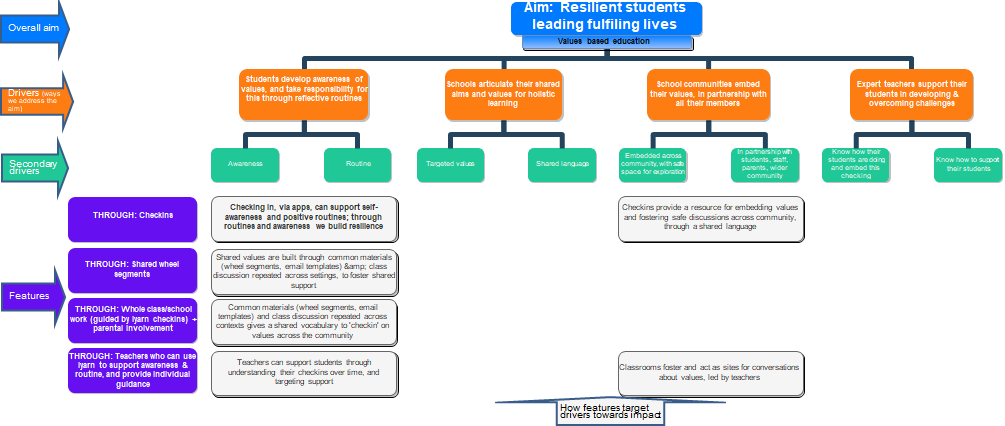 Aim: Resilient students
leading fulfiling lives
Values based education
Overall aim
Drivers (ways
we address the
aim)
Students develop awareness of
values, and take responsibility for
this through reflective routines
Schools articulate their shared
aims and values for holistic
learning
School communities embed
their values, in partnership with
all their members
Expert teachers support their
students in developing &
overcoming challenges
Secondary
drivers
Awareness
Routine
Targeted values
Shared language
Embedded across
community, with safe
space for exploration
In partnership with
students, staff,
parents, wider
community
Know how their
students are doing
and embed this
checking
Know how to support
their students
Features
THROUGH: Checkins
Checking in, via apps, can support self-
awareness and positive routines; through
routines and awareness we build resilience
Checkins provide a resource for embedding values
and fostering safe discussions across community,
through a shared language
THROUGH: Shared wheel
segments
Shared values are built through common materials
(wheel segments, email templates) &amp; class
discussion repeated across settings, to foster shared
support
THROUGH: Whole class/school
work (guided by lyarn checkins) +
parental involvement
Common materials (wheel segments, email
templates) and class discussion repeated across
contexts gives a shared vocabulary to 'checkin' on
values across the community
THROUGH: Teachers who can use
lyarn to support awareness &
routine, and provide individual
guidance
Teachers can support students through
understanding their checkins over time, and
targeting support
Classrooms foster and act as sites for conversations
about values, led by teachers
How features target
drivers towards impact